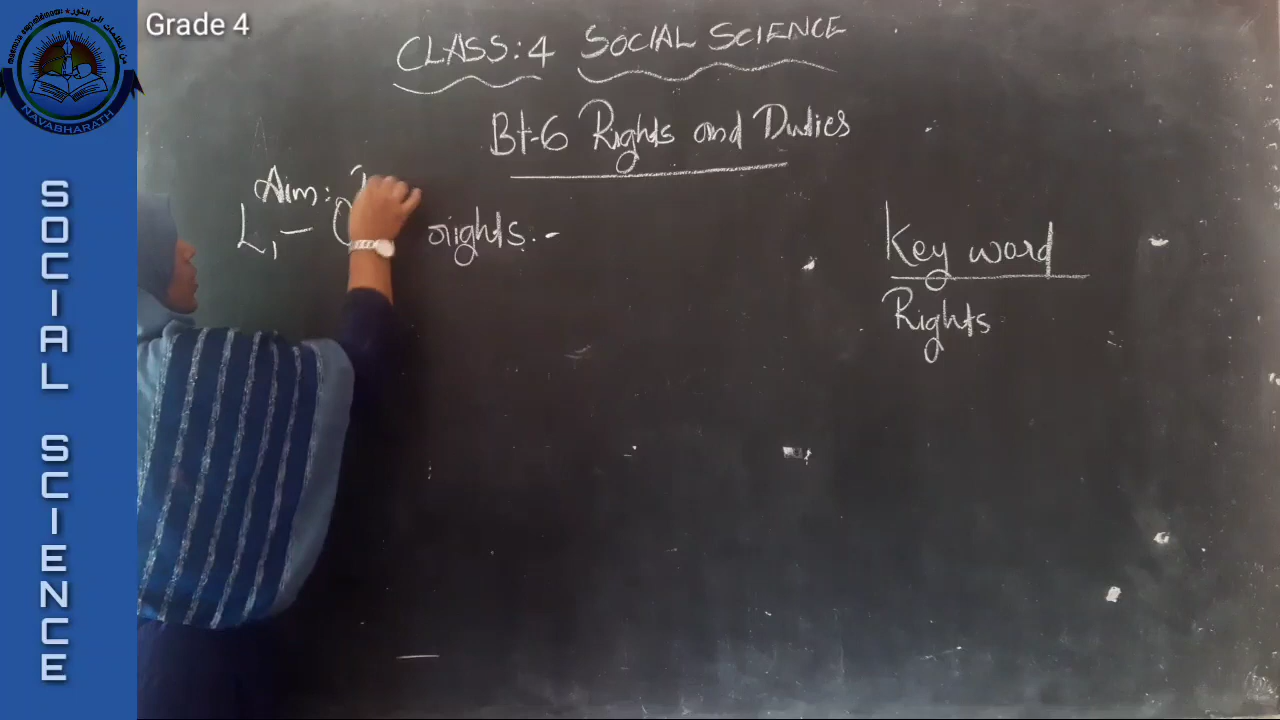 Grade 4
NAVABHARATH
SOCIAL SCIENCE
CLASS:4 SOCIAL SCIENCE
Bt-6 Rights and Duties
Aim:
L1 – rights.-
Key word
Rights